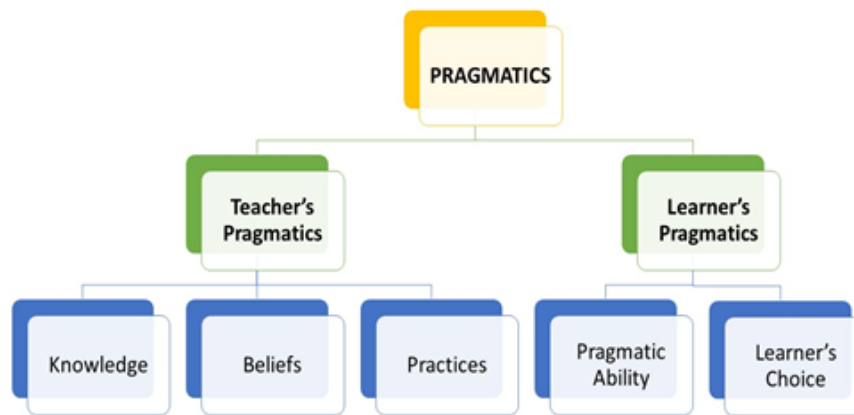 PRAGMATICS
Teacher’s
Pragmatics
Learner’s
Pragmatics
Knowledge
Beliefs
Practices
Pragmatic
Ability
Learner’s
Choice